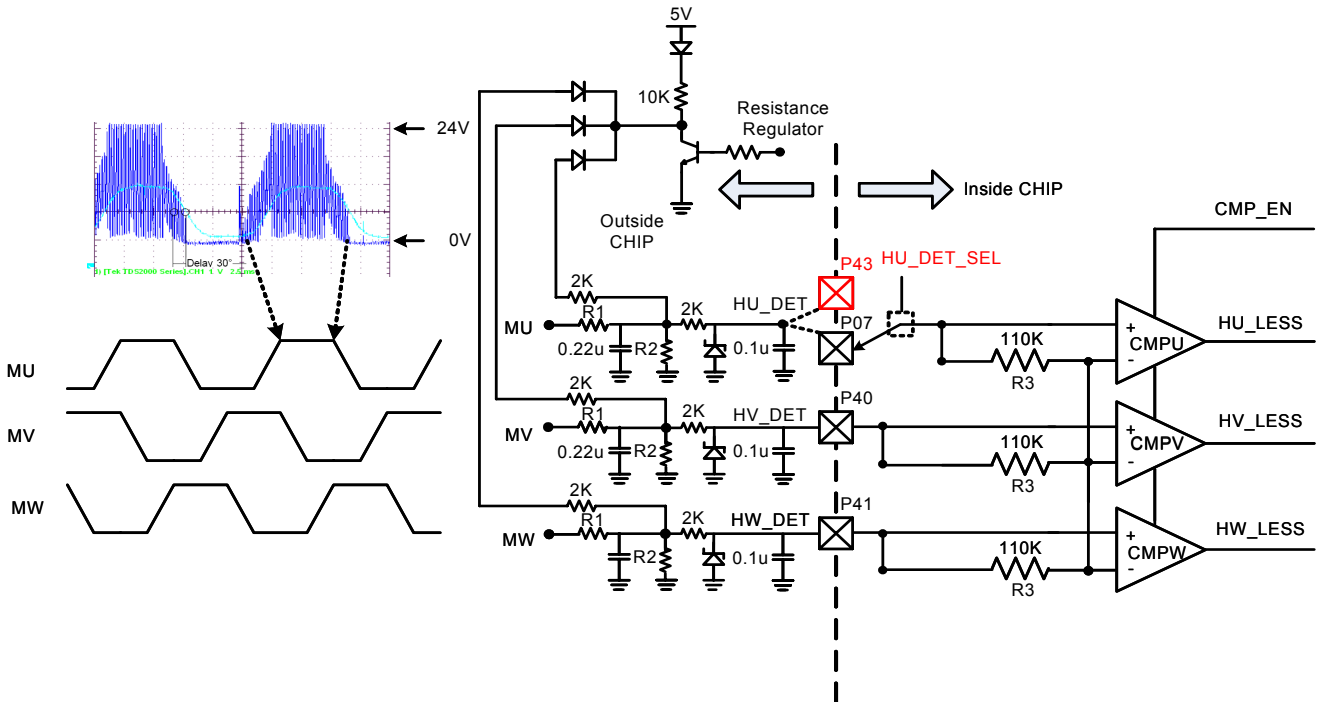 5V
10K
Resistance
Regulator
24V
0V
Delay 30°
Outside
CHIP
Inside CHIP
CMP_EN
P43
HU_DET_SEL
2K
MU
R1
0.22u
R2
2K
HU_DET
0.1u
P07
110K
R3
+
-
CMPU
HU_LESS
2K
MV
R1
0.22u
R2
2K
HV_DET
0.1u
P40
110K
R3
+
-
CMPV
HV_LESS
2K
MW
R1
R2
2K
HW_DET
0.1u
P41
110K
R3
+
-
CMPW
HW_LESS
MU
MV
MW